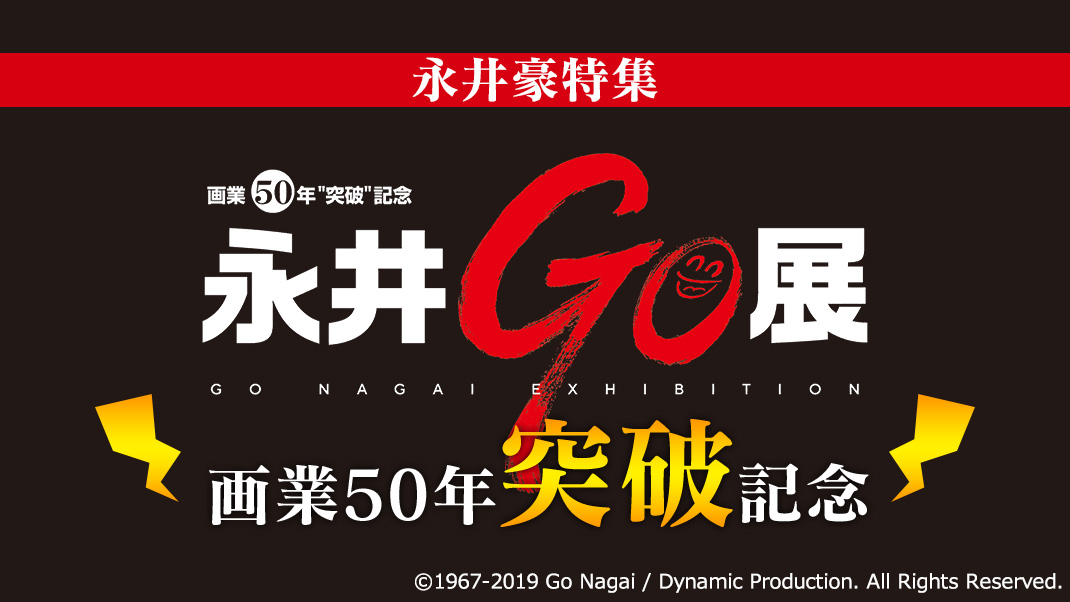 永井豪特集
画業50年"突破"記念
永井GO展
GO NAGAI EXHIBITION
画業50年突破記念
©1967-2019 Go Nagai / Dynamic Production. All Rights Reserved.